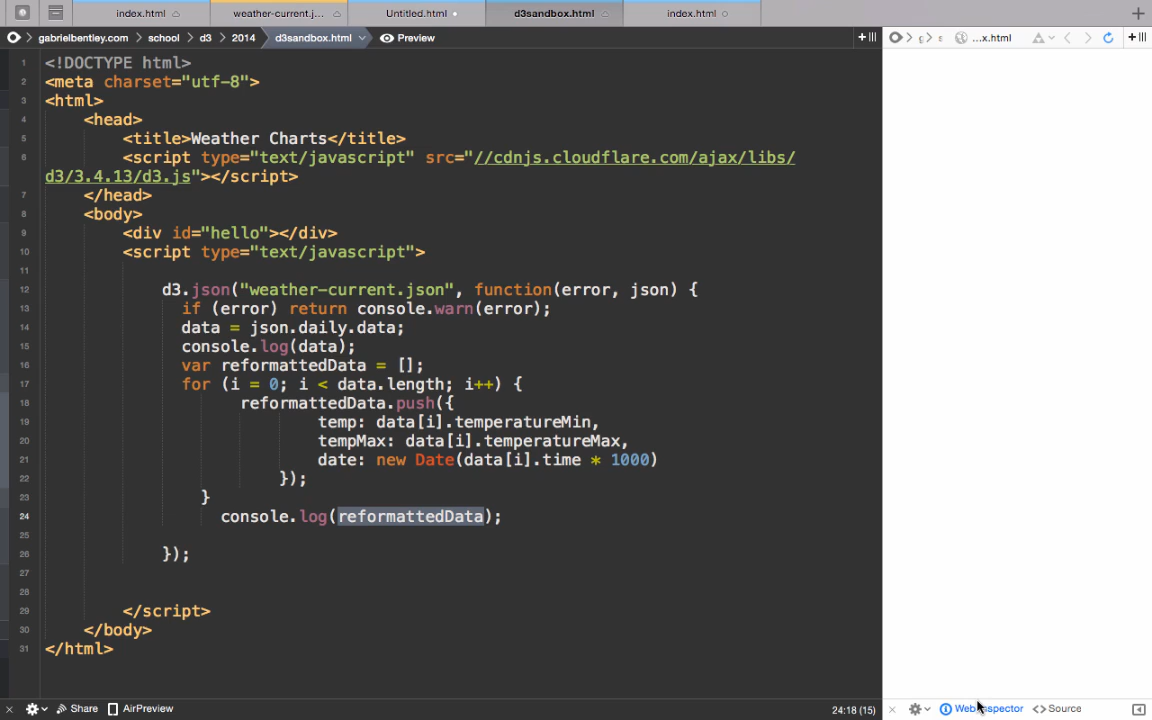 index.html weather-current.j... Untitled.html d3sandbox.html index.html
gabrielbentley.com school d3 2014 d3sandbox.html Preview g s ...x.html
1 <!DOCTYPE html>
2 <meta charset="utf-8">
3 <html>
4 <head>
5 <title>Weather Charts</title>
6 <script type="text/javascript" src="//cdnjs.cloudflare.com/ajax/libs/
d3/3.4.13/d3.js"></script>
7 </head>
8 <body>
9 <div id="hello"></div>
10 <script type="text/javascript">
11
12 d3.json("weather-current.json", function(error, json) {
13 if (error) return console.warn(error);
14 data = json.daily.data;
15 console.log(data);
16 var reformattedData = [];
17 for (i = 0; i < data.length; i++) {
18 reformattedData.push({
19 temp: data[i].temperatureMin,
20 tempMax: data[i].temperatureMax,
21 date: new Date(data[i].time * 1000)
22 });
23 }
24 console.log(reformattedData);
25
26 });
27
28
29 </script>
30 </body>
31 </html>
Share AirPreview 24:18 (15) Web Inspector Source